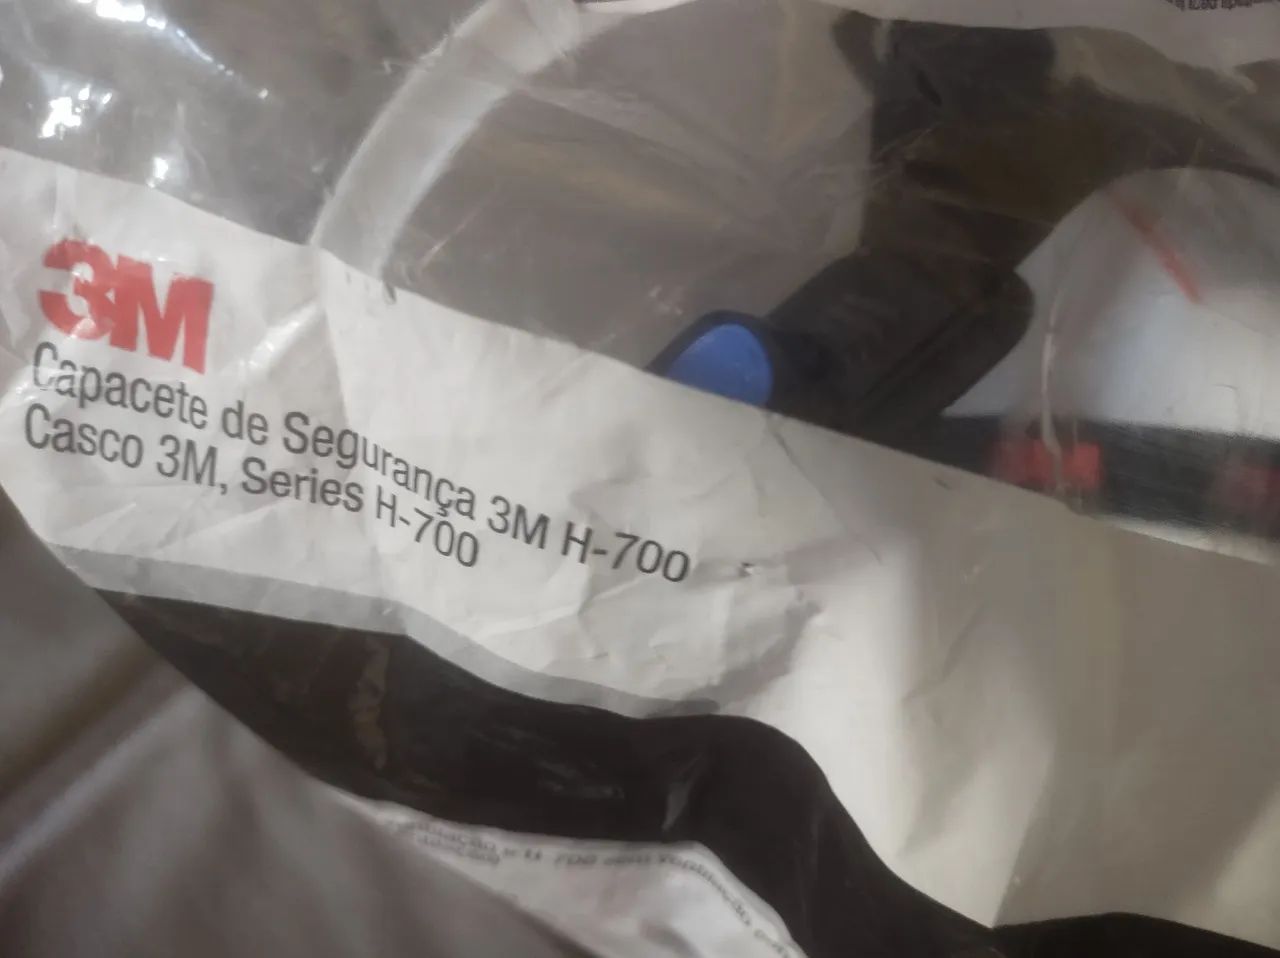 3M
Capacete de Segurança 3M H-700
Casco 3M, Series H-700